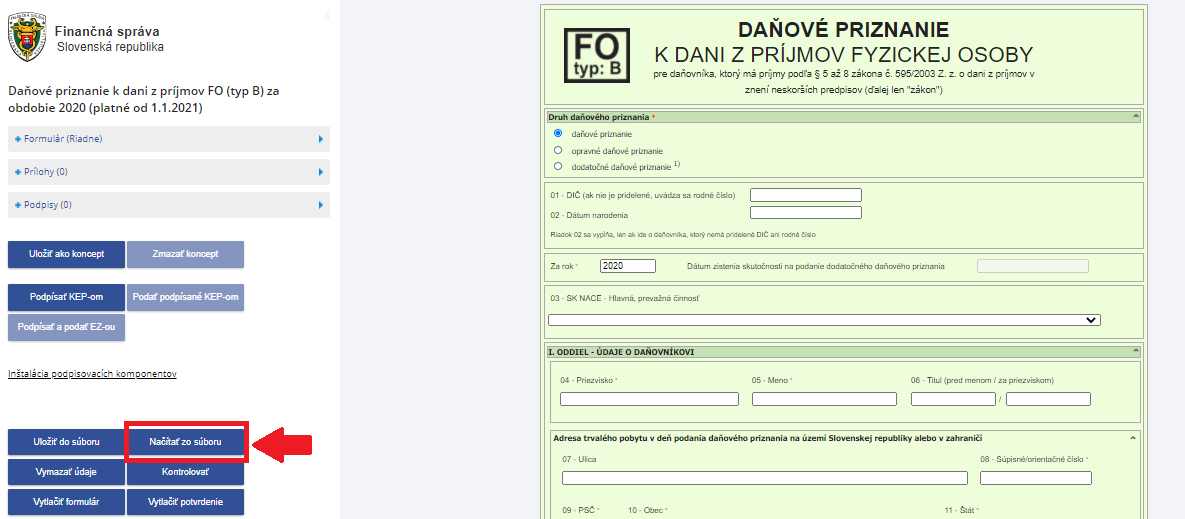 Finančná správa
Slovenská republika
Daňové priznanie k dani z príjmov FO (typ B) za
obdobie 2020 (platné od 1.1.2021)
Formulár (Riadne)
Prílohy (0)
Podpisy (0)
Uložiť ako koncept
Zmazať koncept
Podpísať KEP-om
Podať podpísané KEP-om
Podpísať a podať EZ-ou
Inštalácia podpisovacích komponentov
Uložiť do súboru
Načítať zo súboru
Vymazať údaje
Kontrolovať
Vytlačiť formulár
Vytlačiť potvrdenie
FO
typ: B
DAŇOVÉ PRIZNANIE
K DANI Z PRÍJMOV FYZICKEJ OSOBY
pre daňovníka, ktorý má príjmy podľa § 5 až 8 zákona č. 595/2003 Z. z. o dani z príjmov v
znení neskorších predpisov (ďalej len "zákon")
Druh daňového priznania *
daňové priznanie
opravné daňové priznanie
dodatočné daňové priznanie 1)
01 - DIČ (ak nie je pridelené, uvádza sa rodné číslo)
02 - Dátum narodenia
Riadok 02 sa vypĺňa, len ak ide o daňovníka, ktorý nemá pridelené DIČ ani rodné číslo
Za rok * 2020 Dátum zistenia skutočnosti na podanie dodatočného daňového priznania
03 - SK NACE - Hlavná, prevažná činnosť
I. ODDIEL - ÚDAJE O DAŇOVNÍKOVI
04 - Priezvisko * 05 - Meno * 06 - Titul (pred menom / za priezviskom)
/
Adresa trvalého pobytu v deň podania daňového priznania na území Slovenskej republiky alebo v zahraničí
07 - Ulica 08 - Súpisné/orientačné číslo *
09 - PSČ * 10 - Obec * 11 - Štát *